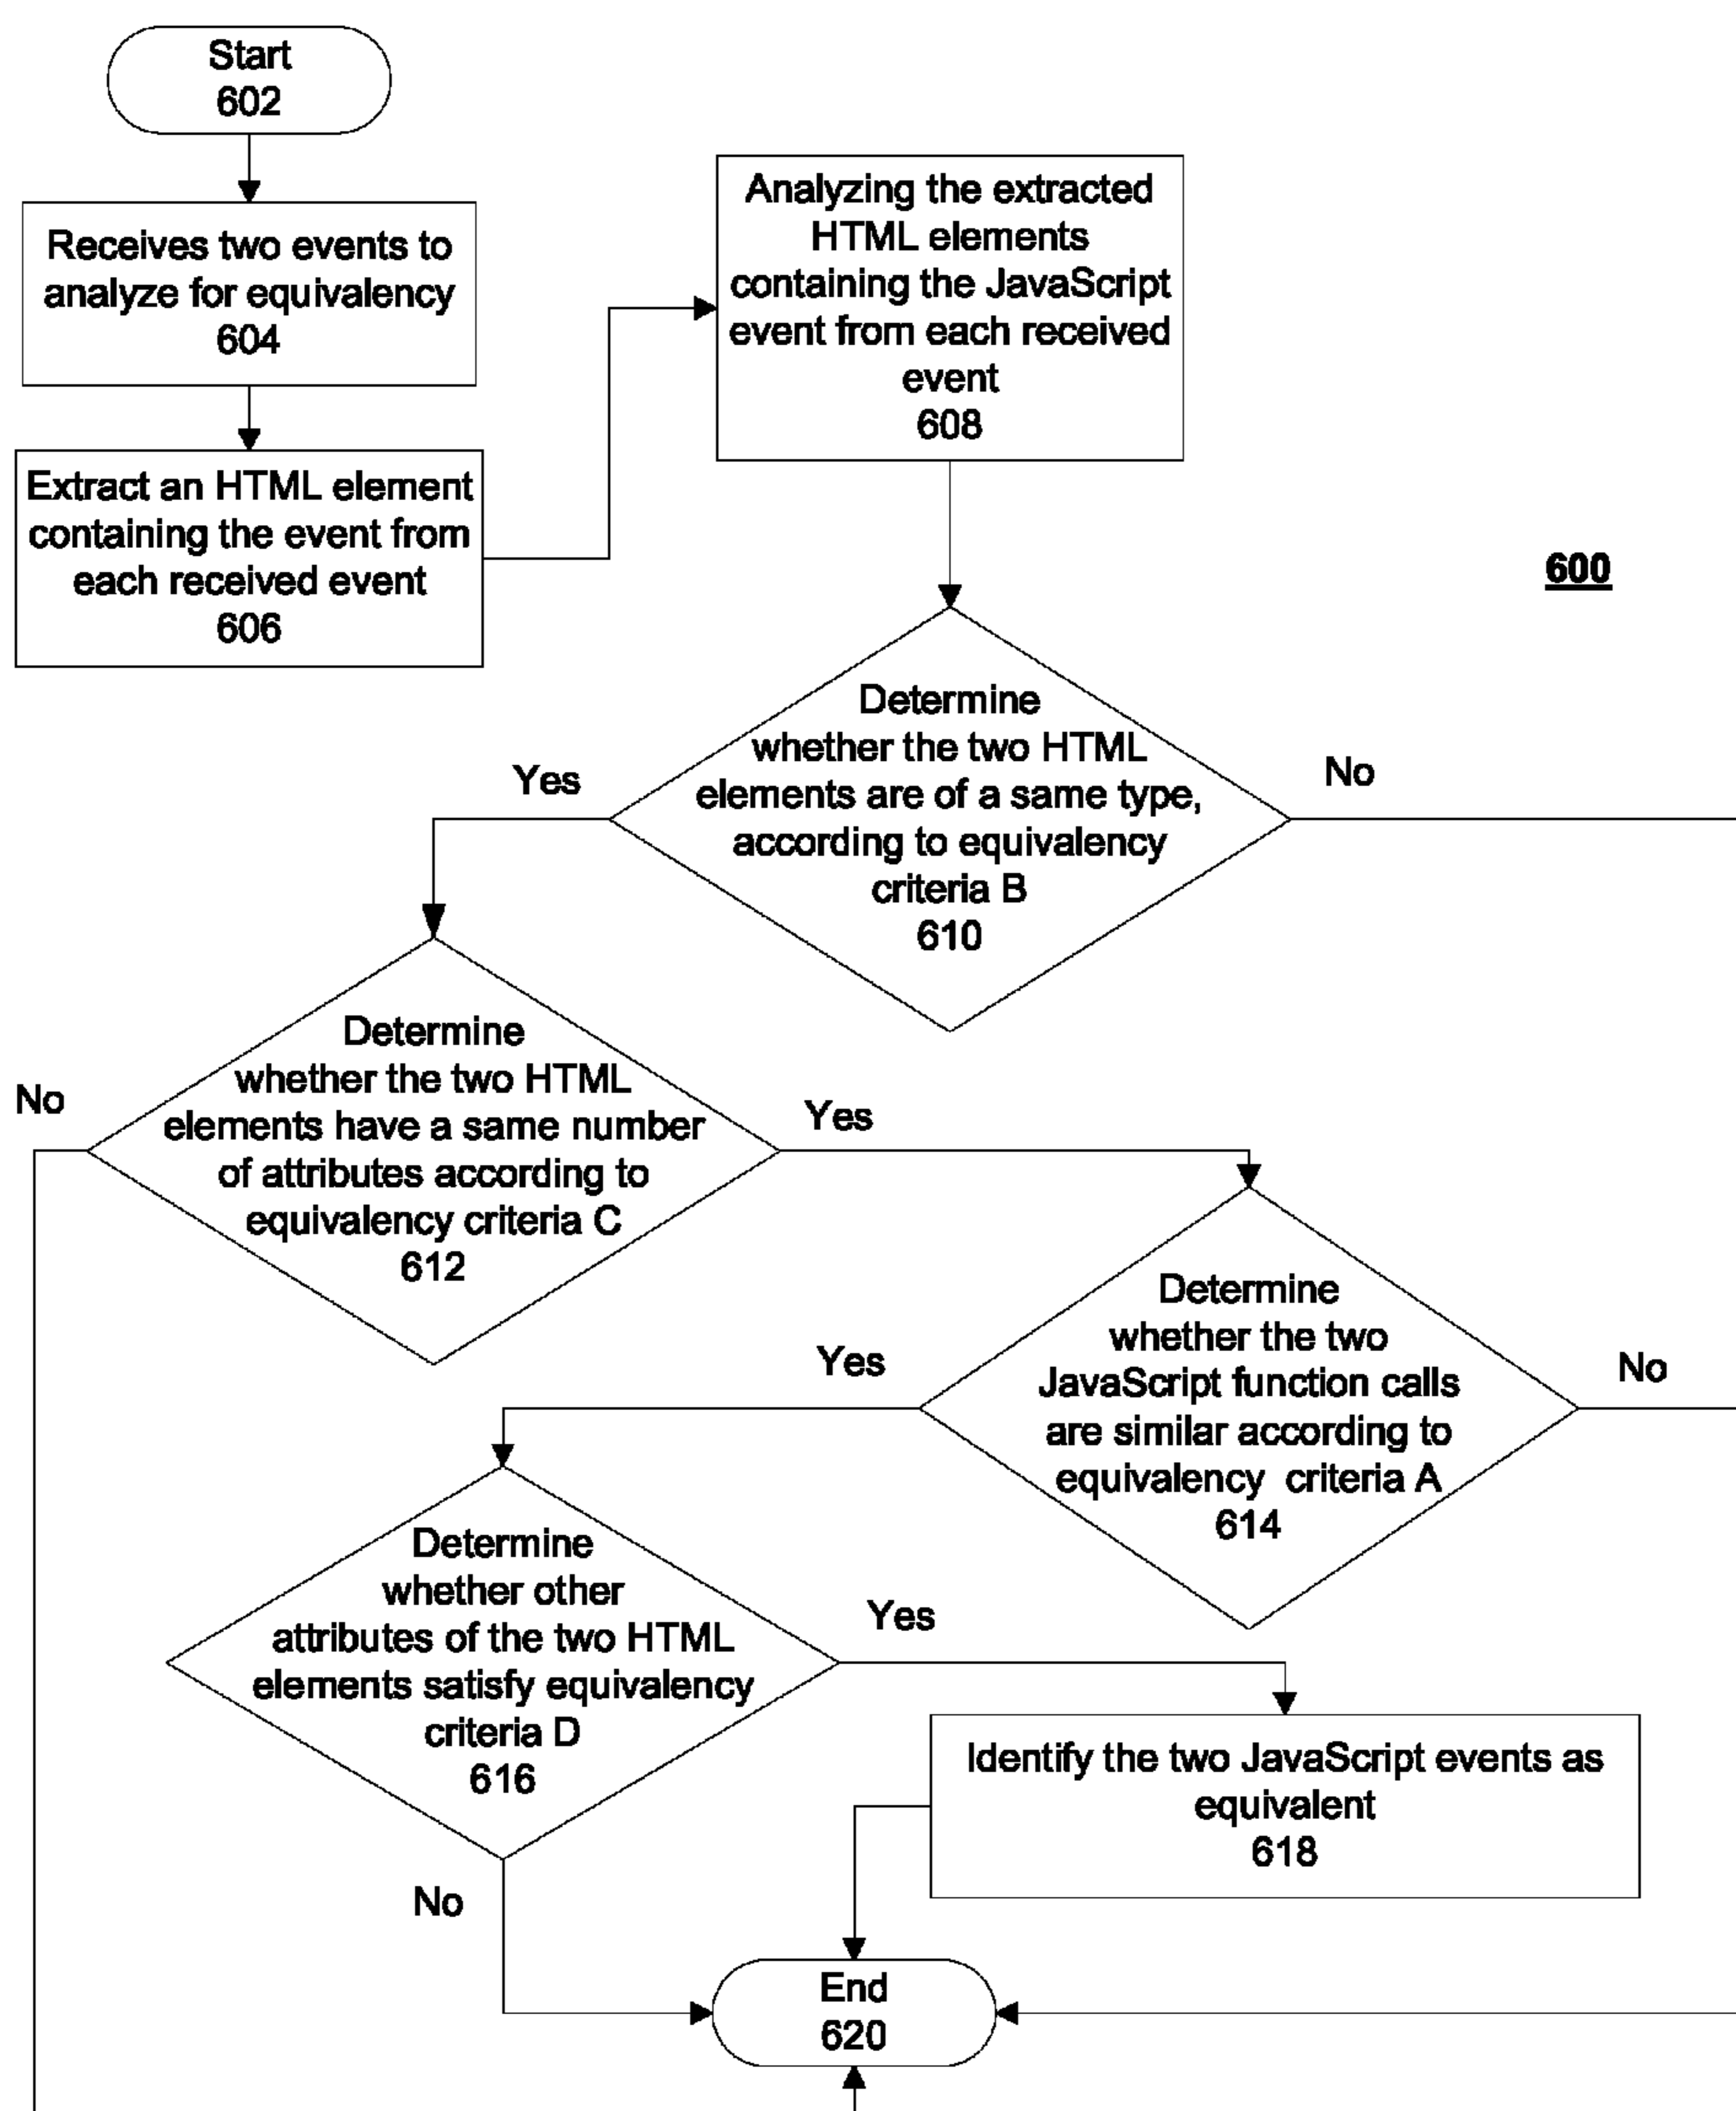 Start
602
Receives two events to
analyze for equivalency
604
Extract an HTML element
containing the event from
each received event
606
Analyzing the extracted
HTML elements
containing the JavaScript
event from each received
event
608
600
Determine
whether the two HTML
elements are of a same type,
according to equivalency
criteria B
610
Yes
No
Determine
whether the two HTML
elements have a same number
of attributes according to
equivalency criteria C
612
No
Yes
Determine
whether the two
JavaScript function calls
are similar according to
equivalency criteria A
614
Yes
No
Determine
whether other
attributes of the two HTML
elements satisfy equivalency
criteria D
616
Yes
No
Identify the two JavaScript events as
equivalent
618
End
620